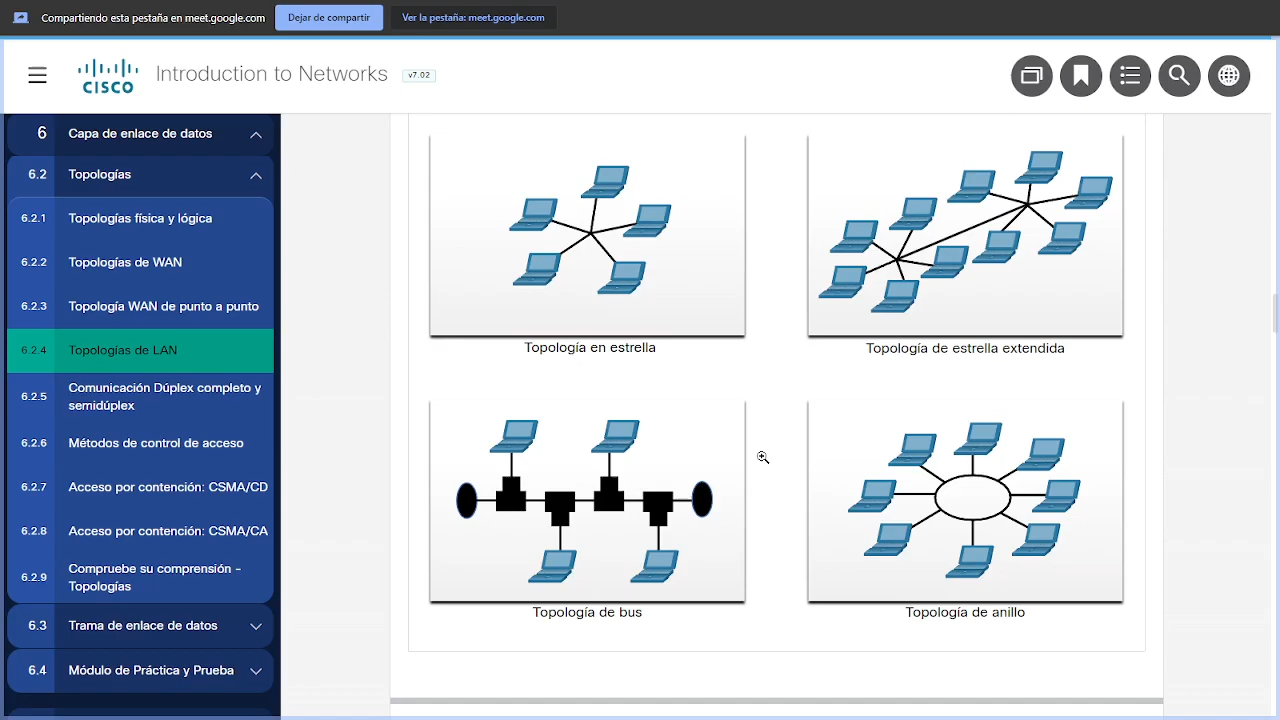 Compartiendo esta pestaña en meet.google.com
Dejar de compartir
Ver la pestaña: meet.google.com
CISCO
Introduction to Networks
v7.02
6 Capa de enlace de datos
6.2 Topologías
6.2.1 Topologías física y lógica
6.2.2 Topologías de WAN
6.2.3 Topología WAN de punto a punto
6.2.4 Topologías de LAN
6.2.5 Comunicación Dúplex completo y
semidúplex
6.2.6 Métodos de control de acceso
6.2.7 Acceso por contención: CSMA/CD
6.2.8 Acceso por contención: CSMA/CA
6.2.9 Compruebe su comprensión -
Topologías
6.3 Trama de enlace de datos
6.4 Módulo de Práctica y Prueba
Topología en estrella
Topología de estrella extendida
Topología de bus
Topología de anillo